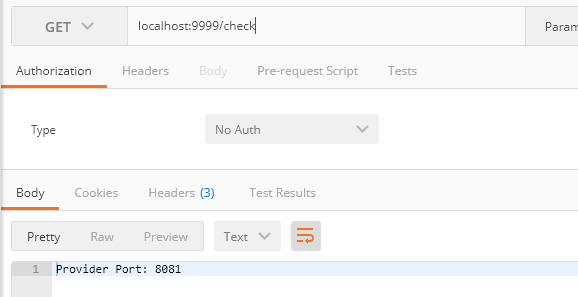 GET localhost:9999/check Param
Authorization Headers Body Pre-request Script Tests
Type No Auth
Body Cookies Headers (3) Test Results
Pretty Raw Preview Text
1 Provider Port: 8081